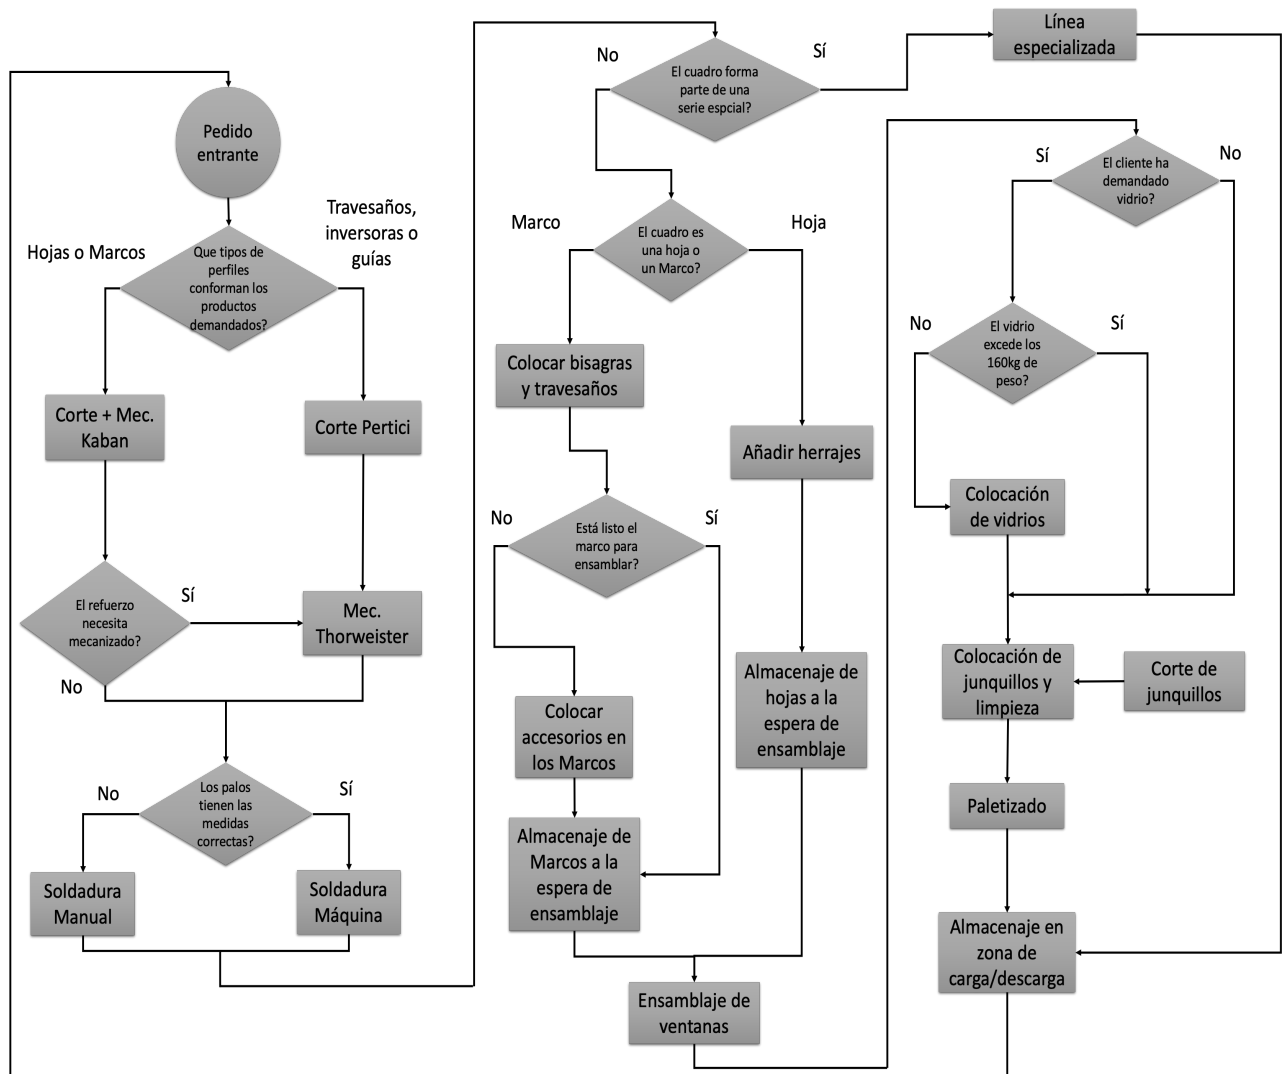 Pedido
entrante
Hojas o Marcos
Travesaños,
inversoras o
guías
Que tipos de
perfiles
conforman los
productos
demandados?
Corte + Mec.
Kaban
Corte Pertici
El refuerzo
necesita
mecanizado?
Sí
No
Mec.
Thorweister
Los palos
tienen las
medidas
correctas?
No
Sí
Soldadura
Manual
Soldadura
Máquina
El cuadro forma
parte de una
serie espcial?
No
Sí
Línea
especializada
El cuadro es
una hoja o
un Marco?
Marco
Hoja
Colocar bisagras
y travesaños
Añadir herrajes
Está listo el
marco para
ensamblar?
No
Sí
Colocar
accesorios en
los Marcos
Almacenaje de
hojas a la
espera de
ensamblaje
Almacenaje de
Marcos a la
espera de
ensamblaje
Ensamblaje de
ventanas
El cliente ha
demandado
vidrio?
Sí
No
El vidrio
excede los
160kg de
peso?
No
Sí
Colocación
de vidrios
Colocación de
junquillos y
limpieza
Corte de
junquillos
Paletizado
Almacenaje en
zona de
carga/descarga